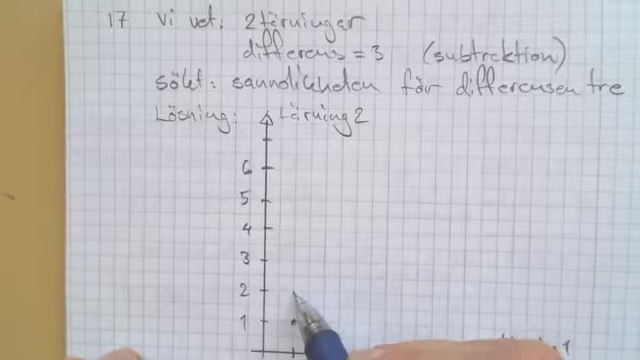 17 Vi vet: 2 tärningar
differens = 3 (subtraktion)
sökt: sannolikheten för differensen tre
Lösning: tärning 2
6
5
4
3
2
1